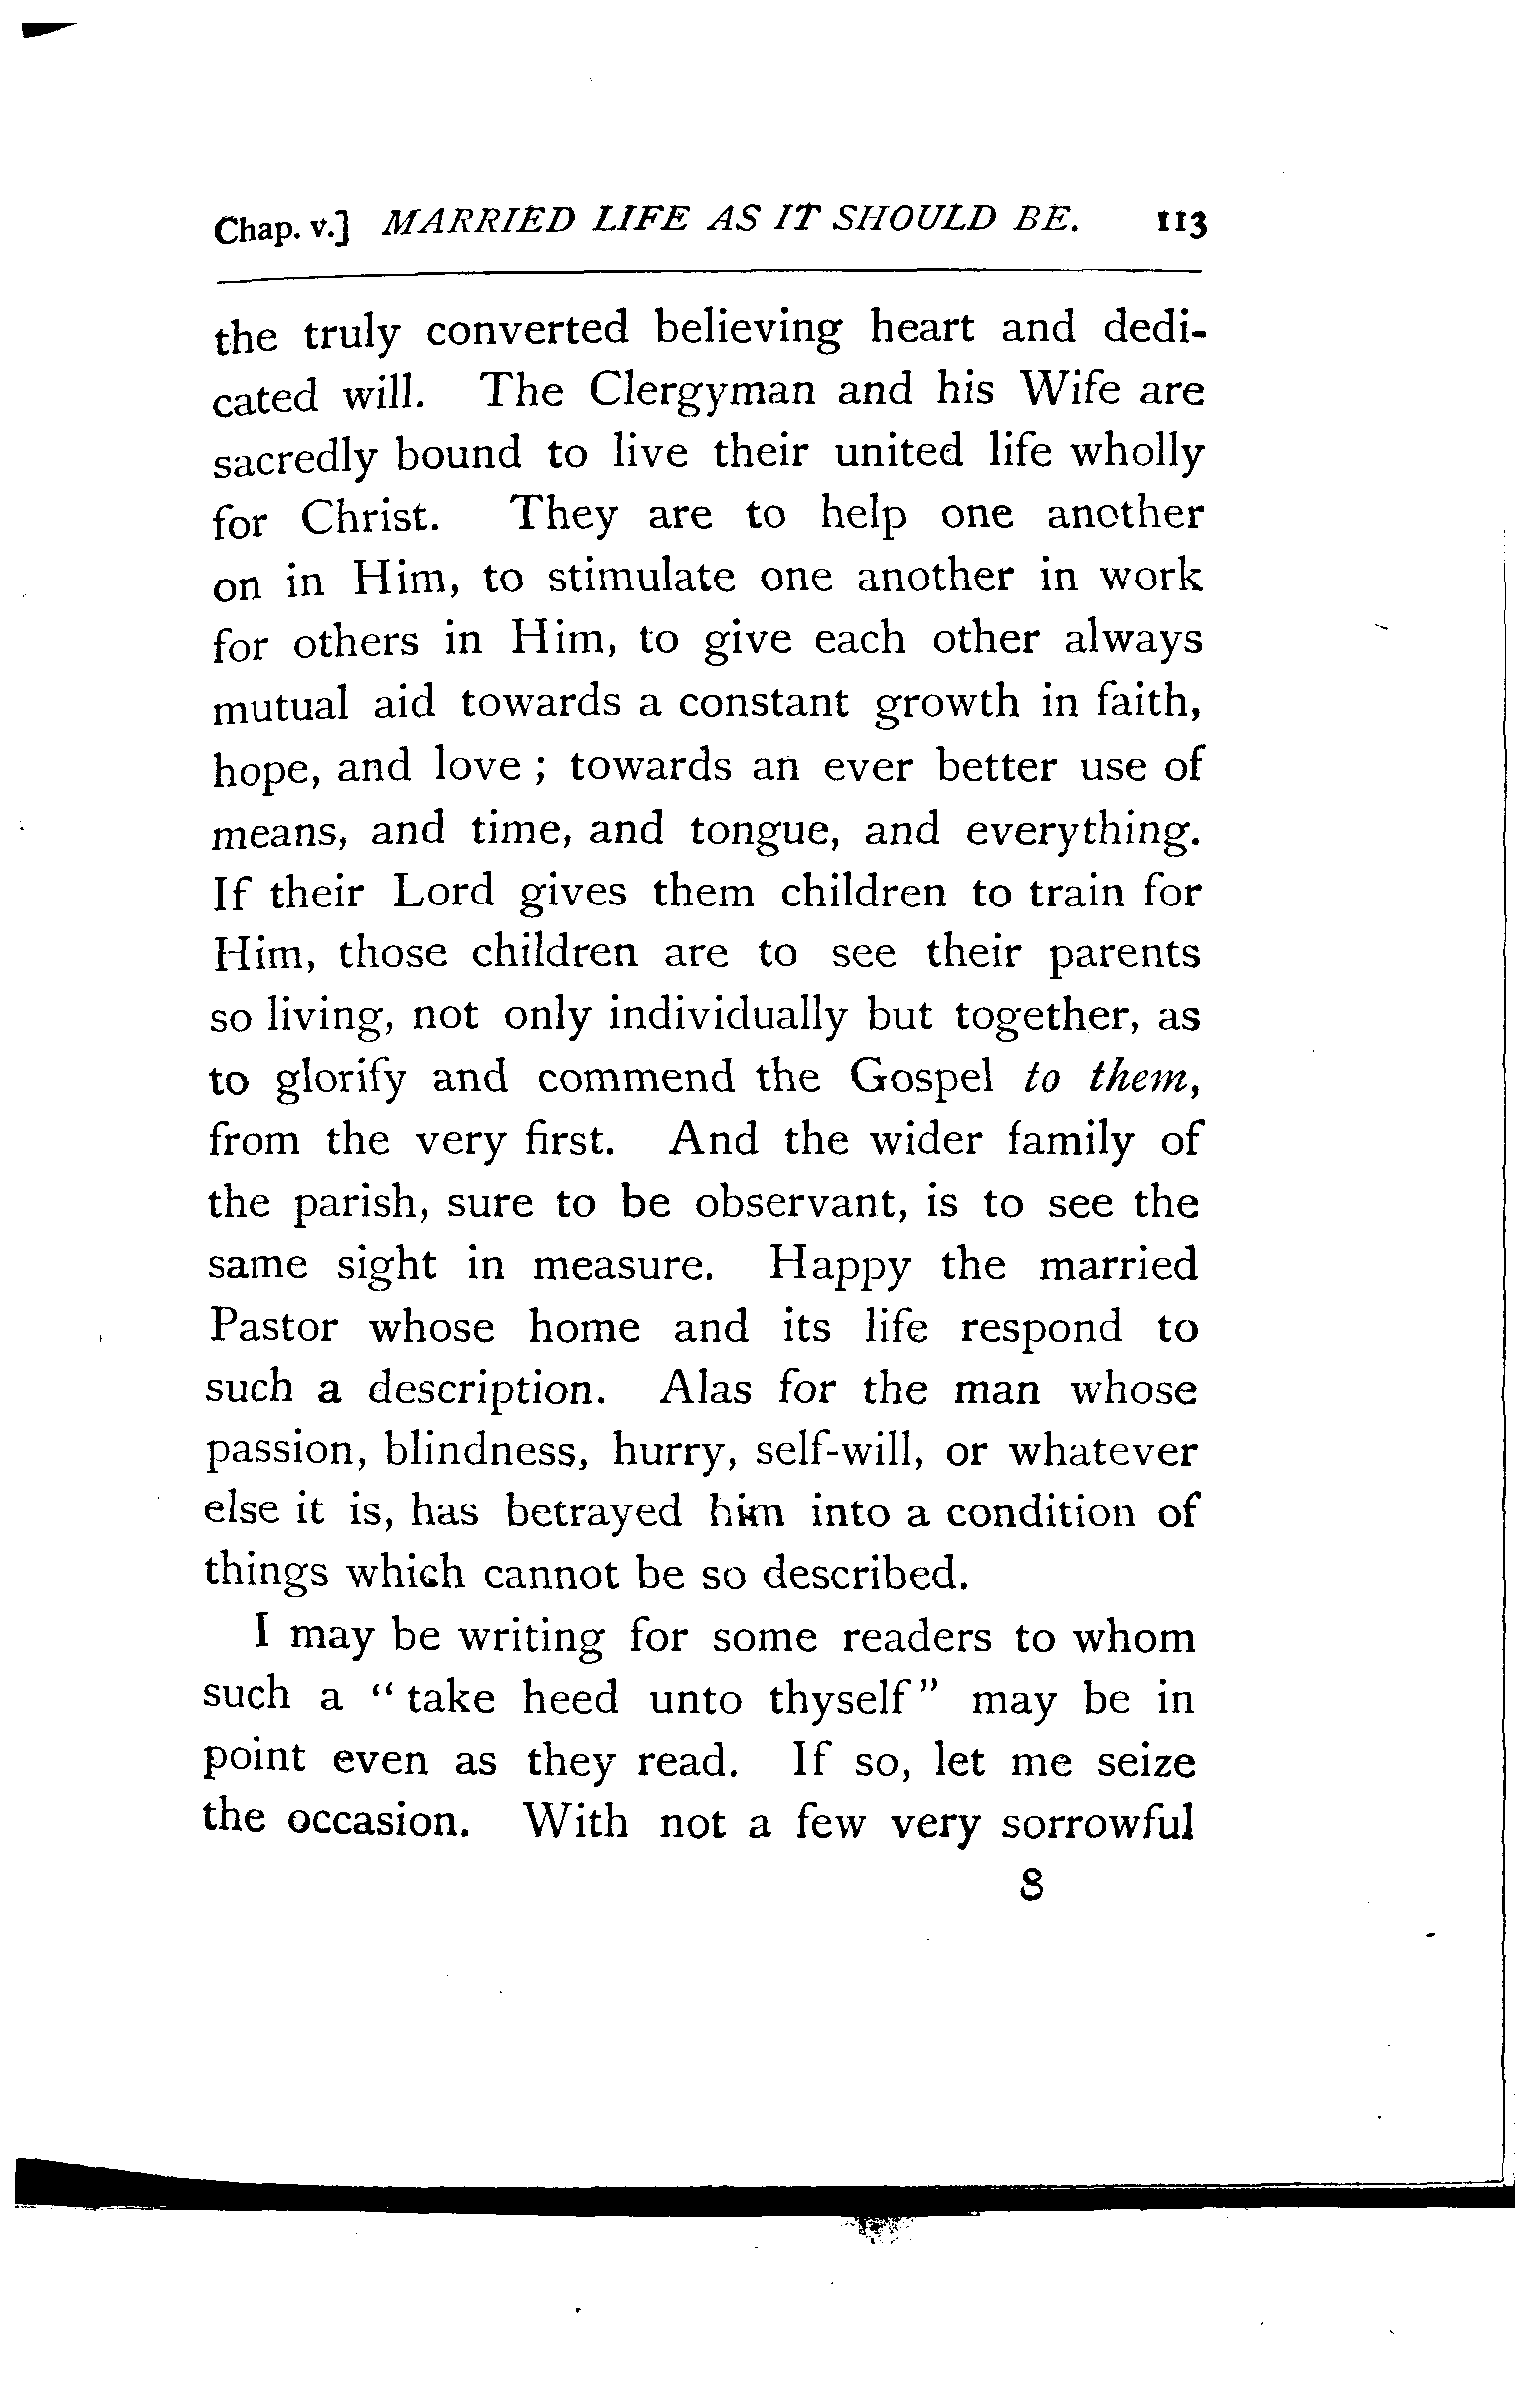 Chap. v.] MARRIED LIFE AS IT SHOULD BE. 113
the truly converted believing heart and dedi-
cated will. The Clergyman and his Wife are
sacredly bound to live their united life wholly
for Christ. They are to help one another
on in Him, to stimulate one another in work
for others in Him, to give each other always
mutual aid towards a constant growth in faith,
hope, and love ; towards an ever better use of
means, and time, and tongue, and everything.
If their Lord gives them children to train for
Him, those children are to see their parents
so living, not only individually but together, as
to glorify and commend the Gospel to them,
from the very first. And the wider family of
the parish, sure to be observant, is to see the
same sight in measure. Happy the married
Pastor whose home and its life respond to
such a description. Alas for the man whose
passion, blindness, hurry, self-will, or whatever
else it is, has betrayed him into a condition of
things which cannot be so described.
I may be writing for some readers to whom
such a “ take heed unto thyself” may be in
point even as they read. If so, let me seize
the occasion. With not a few very sorrowful
8